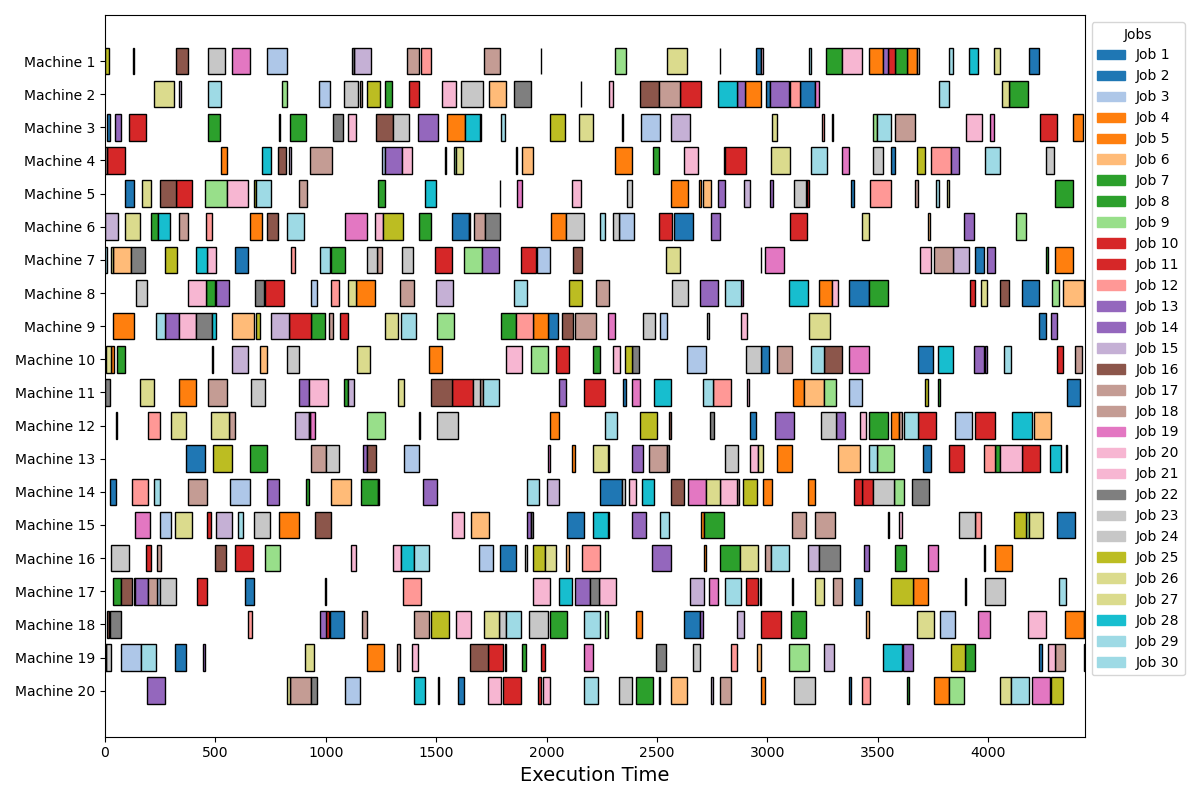 Machine 1
Machine 2
Machine 3
Machine 4
Machine 5
Machine 6
Machine 7
Machine 8
Machine 9
Machine 10
Machine 11
Machine 12
Machine 13
Machine 14
Machine 15
Machine 16
Machine 17
Machine 18
Machine 19
Machine 20
0 500 1000 1500 2000 2500 3000 3500 4000
Execution Time
Jobs
Job 1
Job 2
Job 3
Job 4
Job 5
Job 6
Job 7
Job 8
Job 9
Job 10
Job 11
Job 12
Job 13
Job 14
Job 15
Job 16
Job 17
Job 18
Job 19
Job 20
Job 21
Job 22
Job 23
Job 24
Job 25
Job 26
Job 27
Job 28
Job 29
Job 30